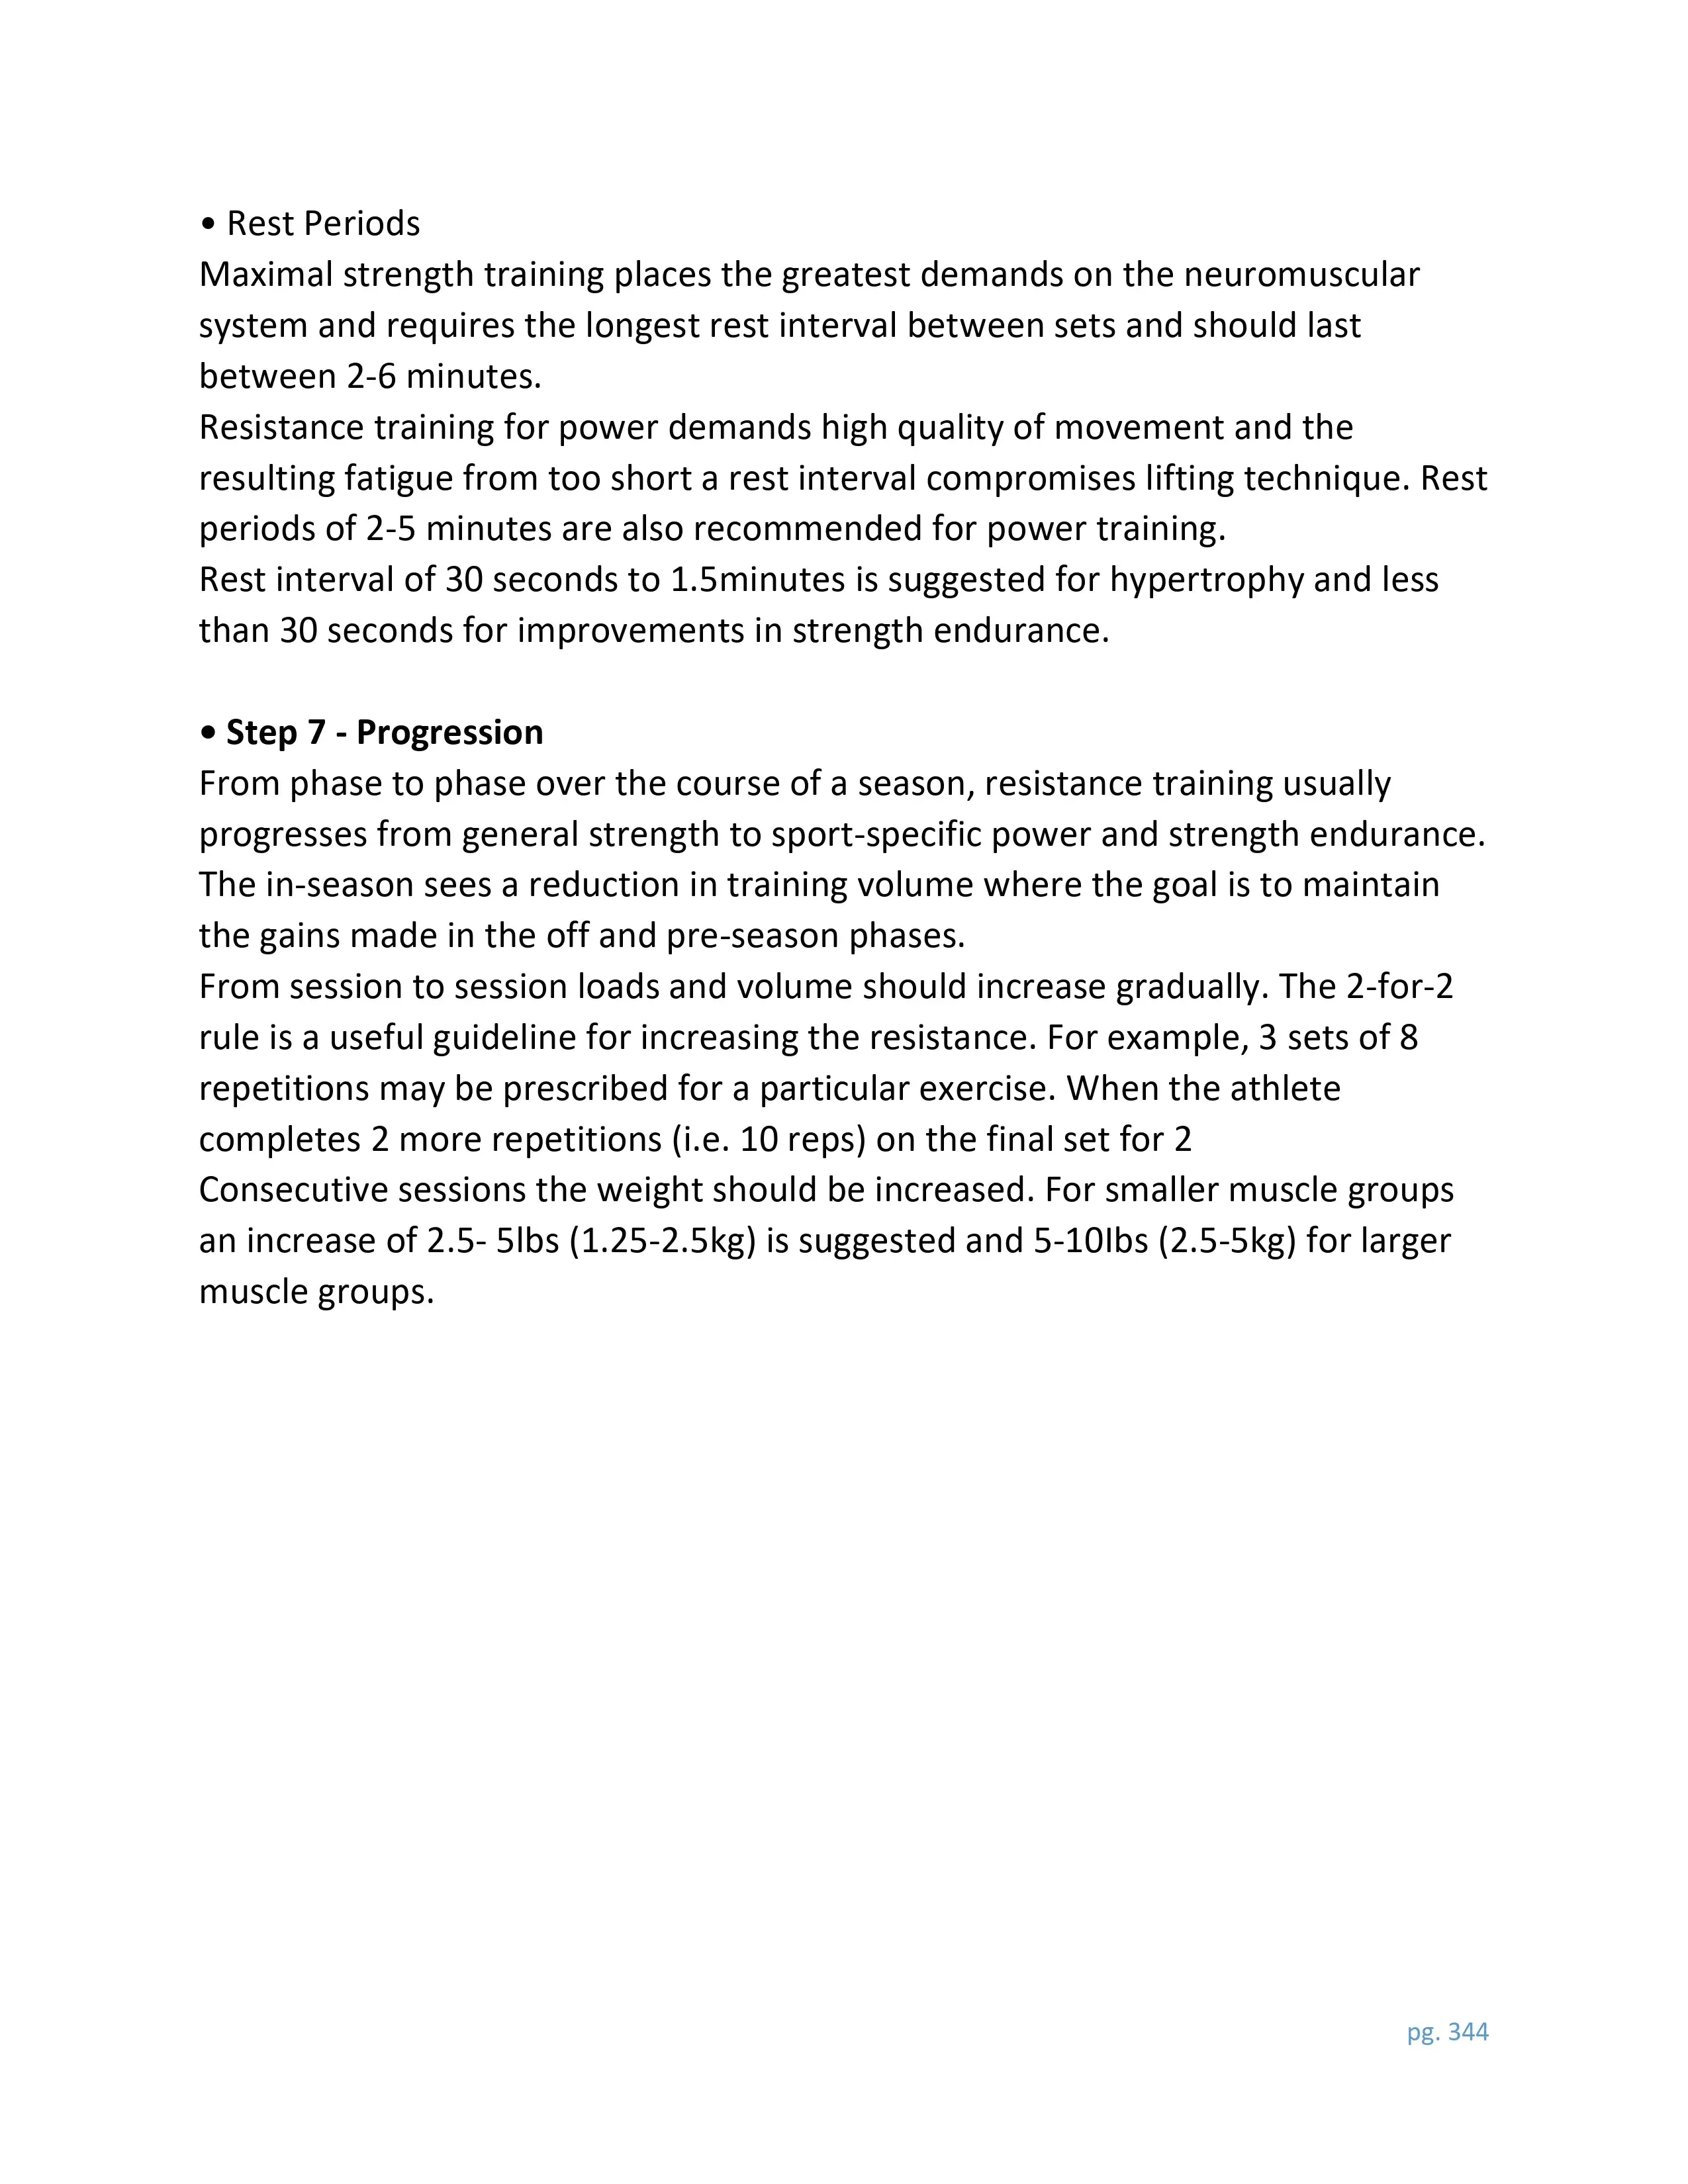 • Rest Periods
Maximal strength training places the greatest demands on the neuromuscular
system and requires the longest rest interval between sets and should last
between 2-6 minutes.
Resistance training for power demands high quality of movement and the
resulting fatigue from too short a rest interval compromises lifting technique. Rest
periods of 2-5 minutes are also recommended for power training.
Rest interval of 30 seconds to 1.5minutes is suggested for hypertrophy and less
than 30 seconds for improvements in strength endurance.
• Step 7 - Progression
From phase to phase over the course of a season, resistance training usually
progresses from general strength to sport-specific power and strength endurance.
The in-season sees a reduction in training volume where the goal is to maintain
the gains made in the off and pre-season phases.
From session to session loads and volume should increase gradually. The 2-for-2
rule is a useful guideline for increasing the resistance. For example, 3 sets of 8
repetitions may be prescribed for a particular exercise. When the athlete
completes 2 more repetitions (i.e. 10 reps) on the final set for 2
Consecutive sessions the weight should be increased. For smaller muscle groups
an increase of 2.5- 5lbs (1.25-2.5kg) is suggested and 5-10lbs (2.5-5kg) for larger
muscle groups.
pg. 344